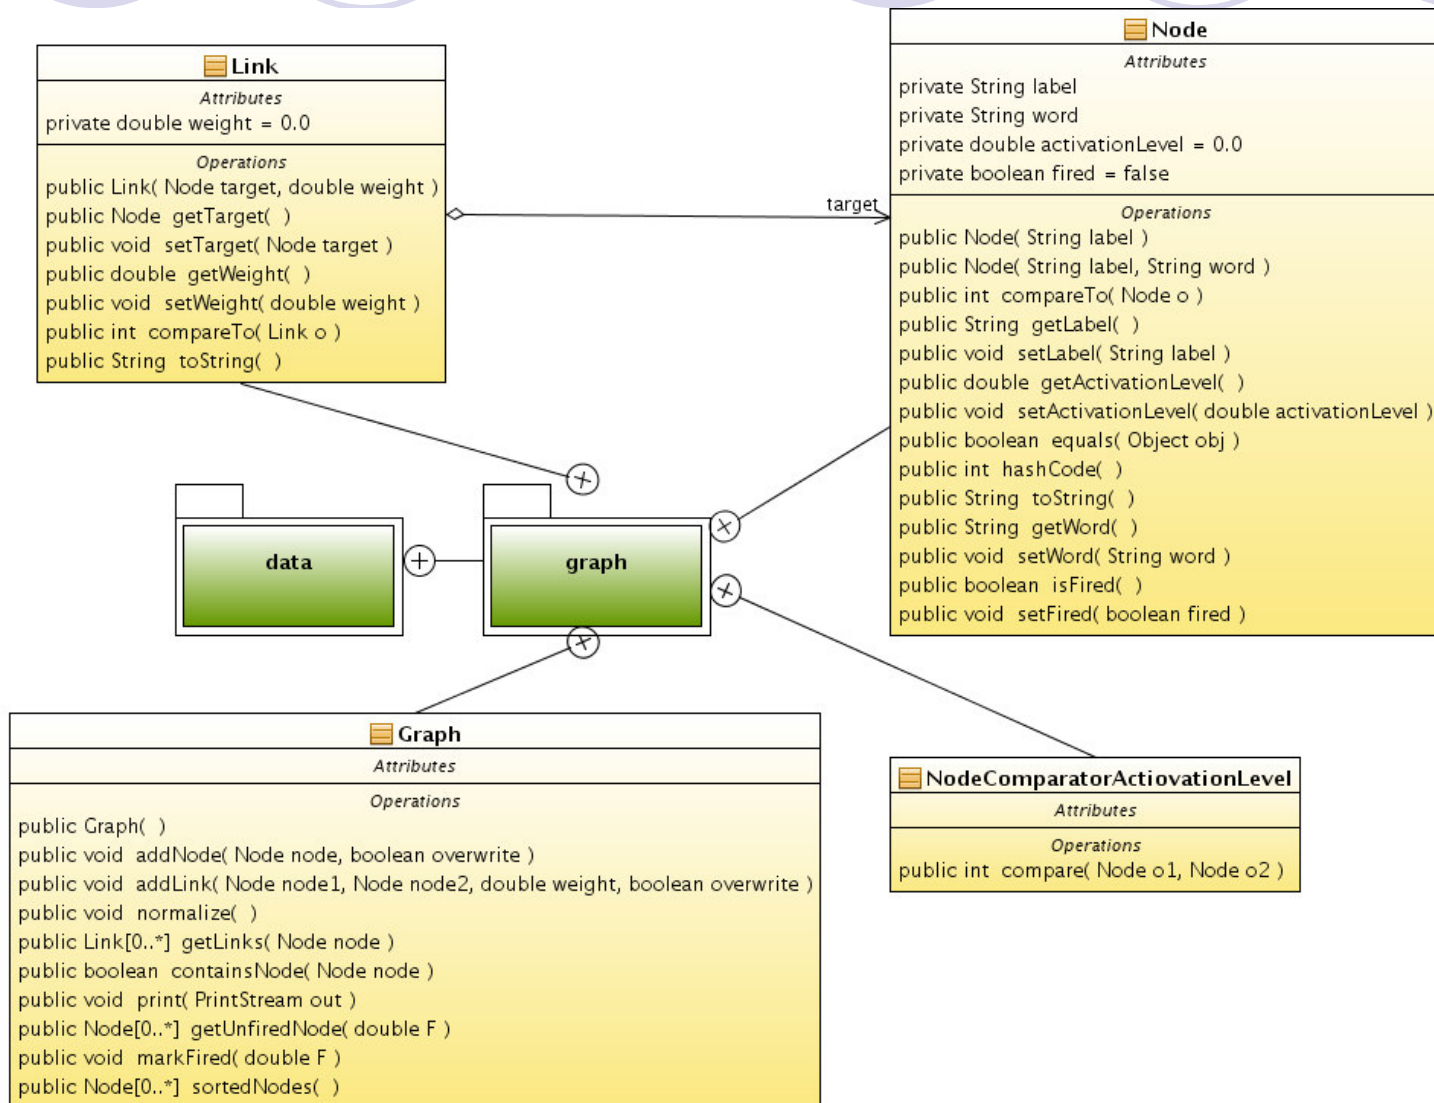 Link
Attributes
private double weight = 0.0
Operations
public Link( Node target, double weight )
public Node getTarget( )
public void setTarget( Node target )
public double getWeight( )
public void setWeight( double weight )
public int compareTo( Link o )
public String toString( )
target
Node
Attributes
private String label
private String word
private double activationLevel = 0.0
private boolean fired = false
Operations
public Node( String label )
public Node( String label, String word )
public int compareTo( Node o )
public String getLabel( )
public void setLabel( String label )
public double getActivationLevel( )
public void setActivationLevel( double activationLevel )
public boolean equals( Object obj )
public int hashCode( )
public String toString( )
public String getWord( )
public void setWord( String word )
public boolean isFired( )
public void setFired( boolean fired )
data
graph
Graph
Attributes
Operations
public Graph( )
public void addNode( Node node, boolean overwrite )
public void addLink( Node node1, Node node2, double weight, boolean overwrite )
public void normalize( )
public Link[0..*] getLinks( Node node )
public boolean containsNode( Node node )
public void print( PrintStream out )
public Node[0..*] getUnfiredNode( double F )
public void markFired( double F )
public Node[0..*] sortedNodes( )
NodeComparatorActiovationLevel
Attributes
Operations
public int compare( Node o1, Node o2 )